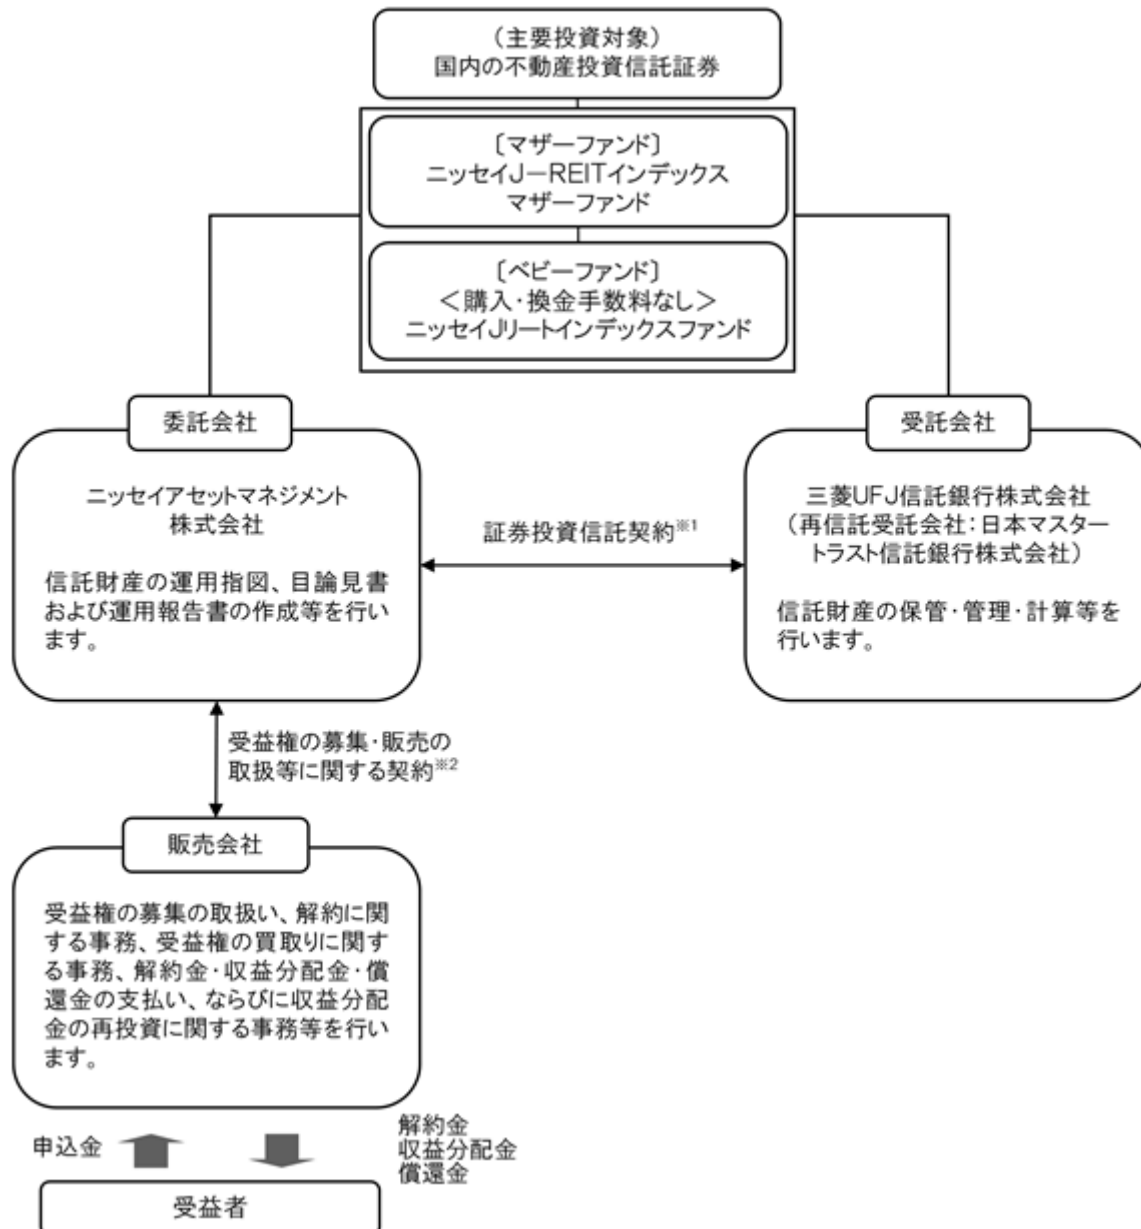 （主要投資対象）
国内の不動産投資信託証券
〔マザーファンド〕
ニッセイJ－REITインデックス
マザーファンド
〔ベビーファンド〕
＜購入・換金手数料なし＞
ニッセイJリートインデックスファンド
委託会社
ニッセイアセットマネジメント
株式会社
信託財産の運用指図、目論見書
および運用報告書の作成等を行い
ます。
証券投資信託契約※1
受託会社
三菱UFJ信託銀行株式会社
（再信託受託会社：日本マスター
トラスト信託銀行株式会社）
信託財産の保管・管理・計算等を
行います。
受益権の募集・販売の
取扱等に関する契約※2
販売会社
受益権の募集の取扱い、解約に関
する事務、受益権の買取りに関す
る事務、解約金・収益分配金・償
還金の支払い、ならびに収益分配
金の再投資に関する事務等を行い
ます。
申込金
解約金
収益分配金
償還金
受益者